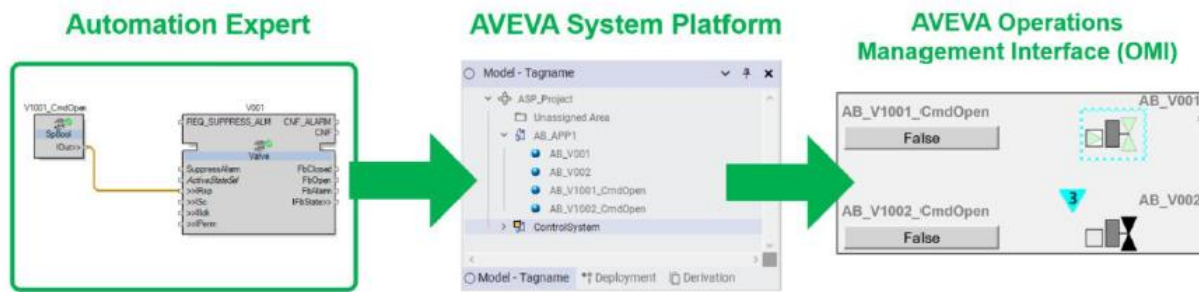 Automation Expert
V1001_CmdOpen
SpBool
IOut>>
V001
REQ_SUPPRESS_ALM CNF_ALARM
CNF
Valve
SuppressAlarm FbClosed
ActiveStateSel FbOpen
>>IRsp FbAlarm
>>ISc IFbState>>
>>IIlck
>>IPerm
AVEVA System Platform
Model - Tagname
ASP_Project
Unassigned Area
AB_APP1
AB_V001
AB_V002
AB_V1001_CmdOpen
AB_V1002_CmdOpen
ControlSystem
Model - Tagname Deployment Derivation
AVEVA Operations
Management Interface (OMI)
AB_V1001_CmdOpen AB_V001
False
AB_V1002_CmdOpen 3 AB_V002
False